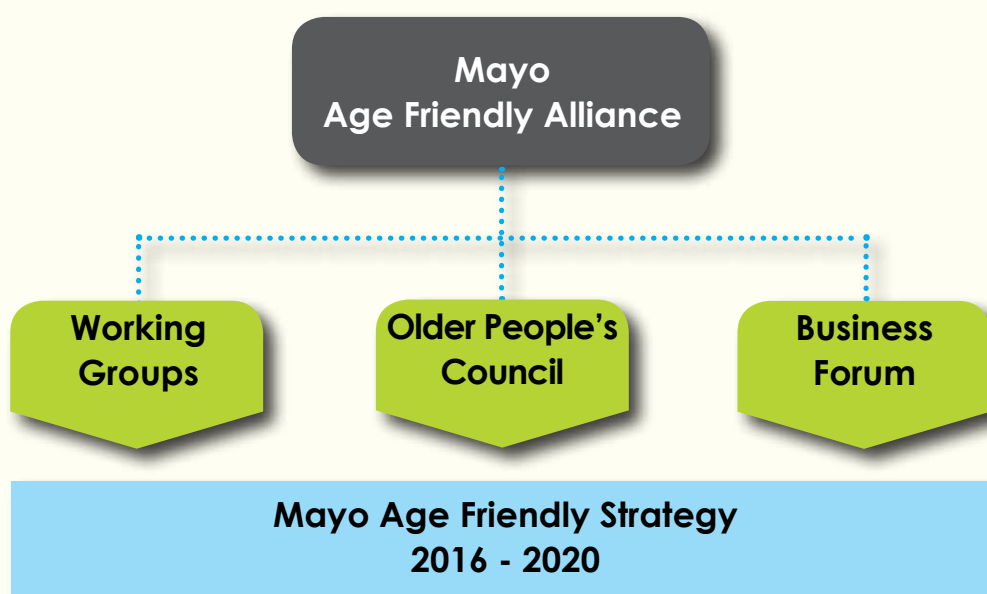 Mayo
Age Friendly Alliance
Working
Groups
Older People’s
Council
Business
Forum
Mayo Age Friendly Strategy
2016 - 2020